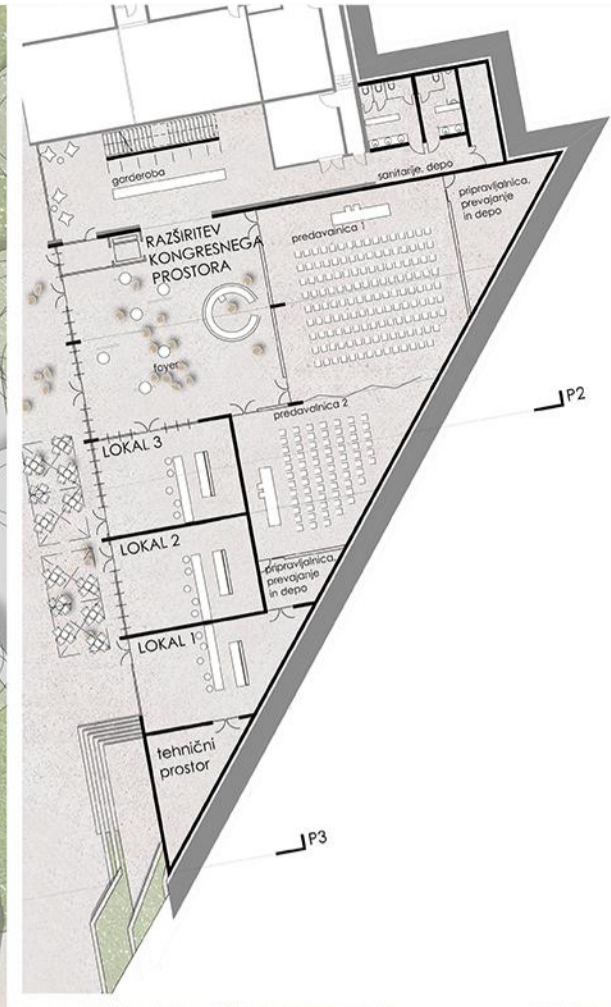 garderoba
sanitarije, depo
pripravljalnica,
prevajanje
in depo
RAZŠIRITEV
KONGRESNEGA
PROSTORA
predavalnica 1
foyer
P2
predavalnica 2
LOKAL 3
LOKAL 2
pripravljalnica,
prevajanje
in depo
LOKAL 1
tehnični
prostor
P3